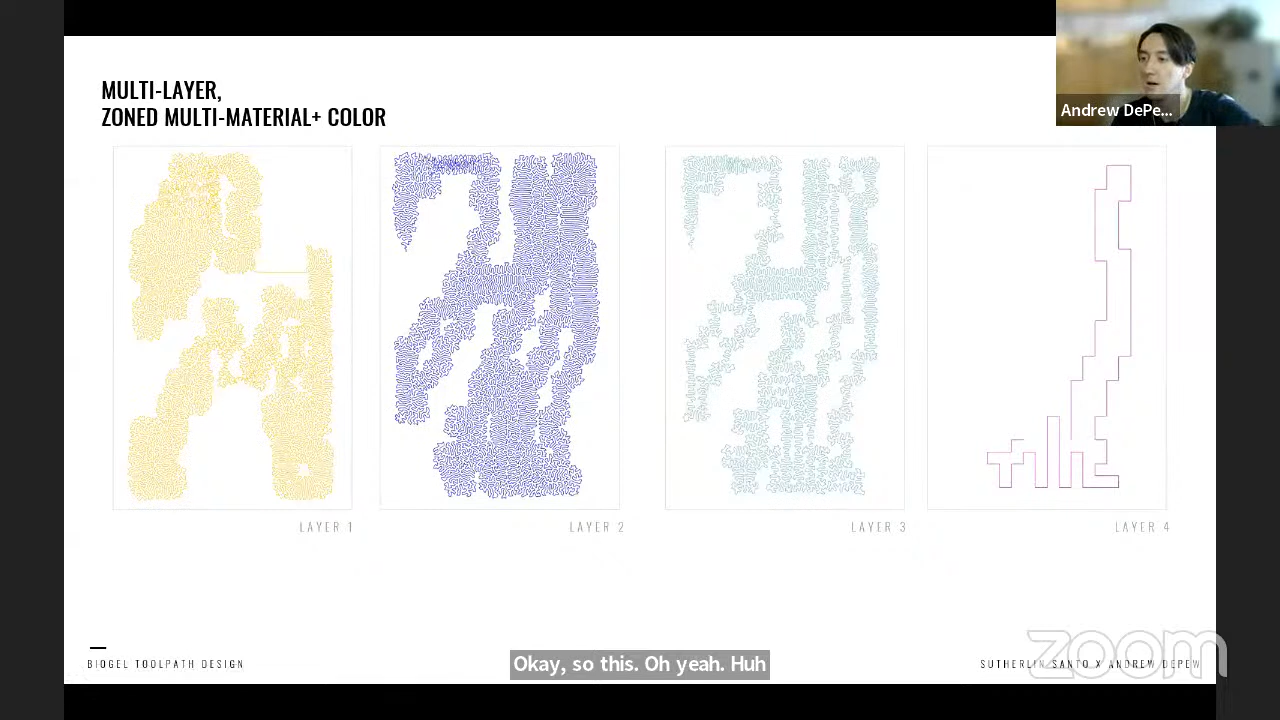 MULTI-LAYER,
ZONED MULTI-MATERIAL+ COLOR
Andrew DePe...
LAYER 1
LAYER 2
LAYER 3
LAYER 4
BIOGEL TOOLPATH DESIGN
Okay, so this. Oh yeah. Huh
SUTHERLIN SANTO X ANDREW DEPEW
zoom